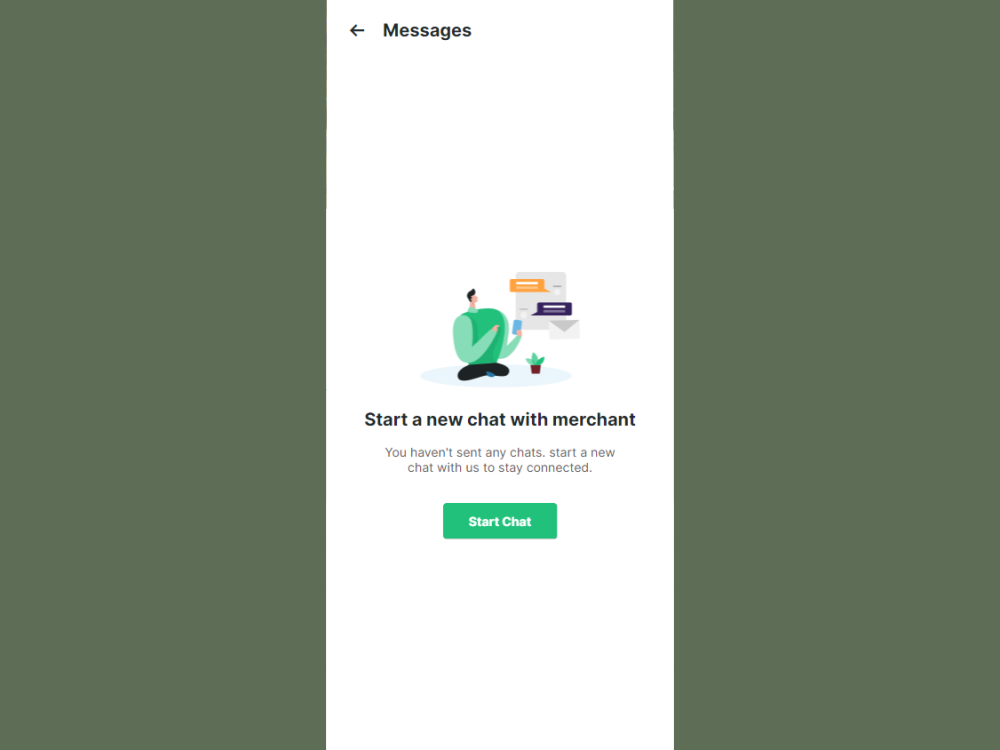 Messages
Start a new chat with merchant
You haven't sent any chats. start a new
chat with us to stay connected.
Start Chat